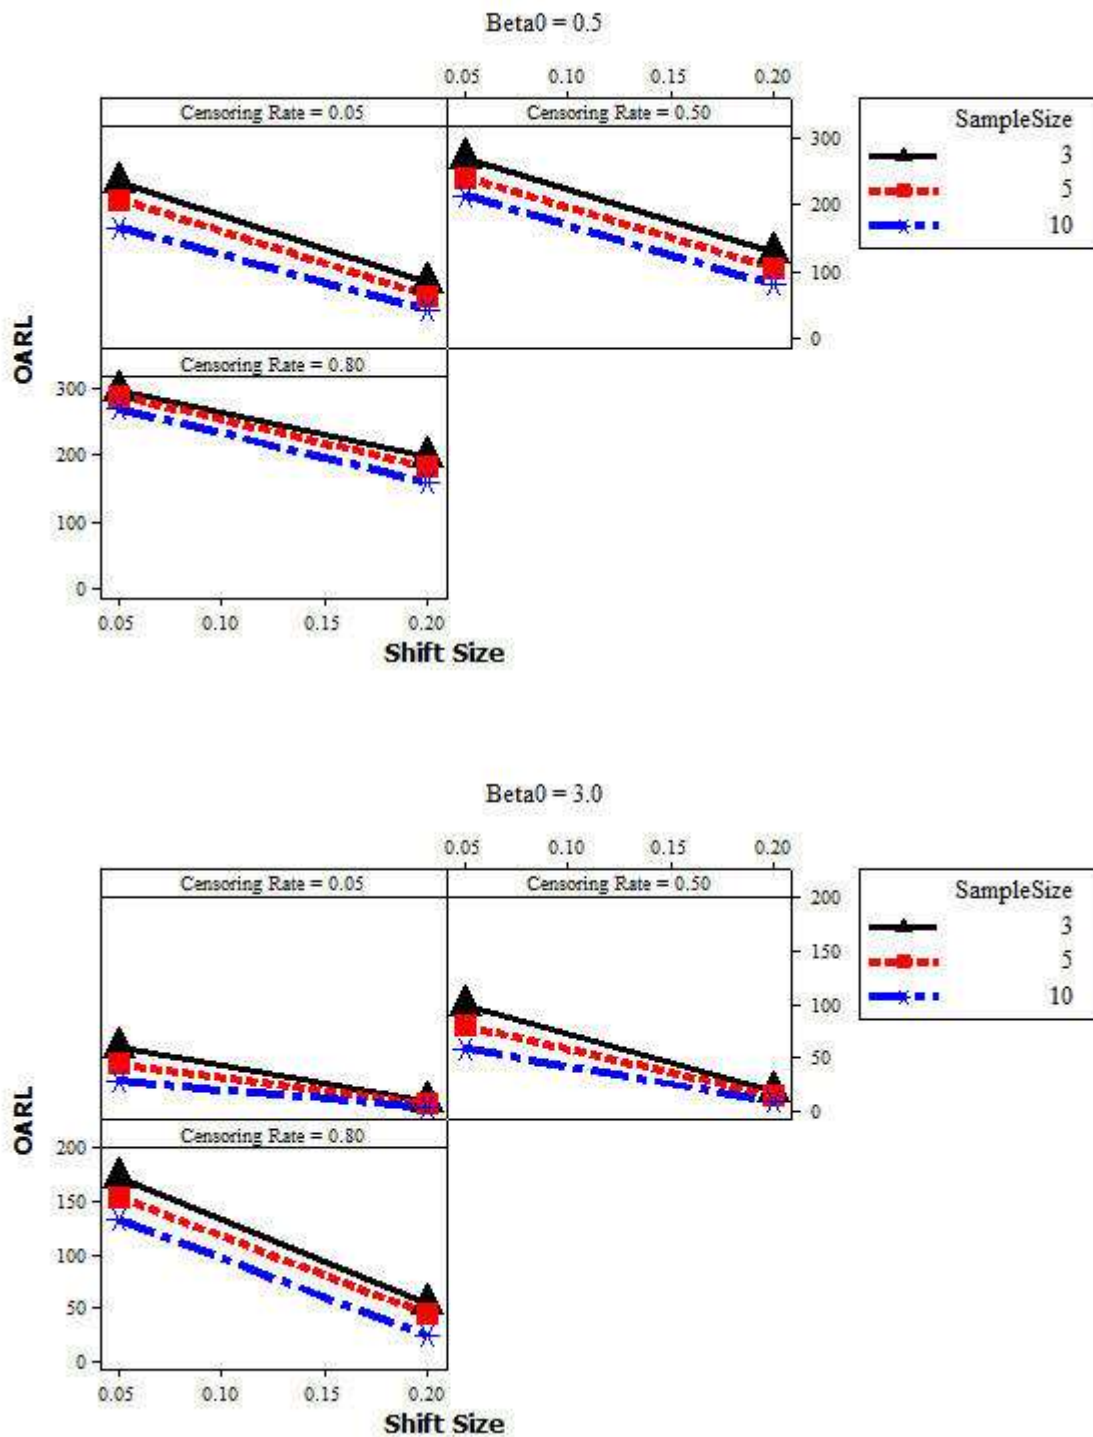 Beta0 = 0.5
0.05 0.10 0.15 0.20
Censoring Rate = 0.05 Censoring Rate = 0.50
SampleSize
3
5
10
300
200
100
0
OARL
Censoring Rate = 0.80
300
200
100
0
0.05 0.10 0.15 0.20
Shift Size
Beta0 = 3.0
0.05 0.10 0.15 0.20
Censoring Rate = 0.05 Censoring Rate = 0.50
SampleSize
3
5
10
200
150
100
50
0
OARL
Censoring Rate = 0.80
200
150
100
50
0
0.05 0.10 0.15 0.20
Shift Size